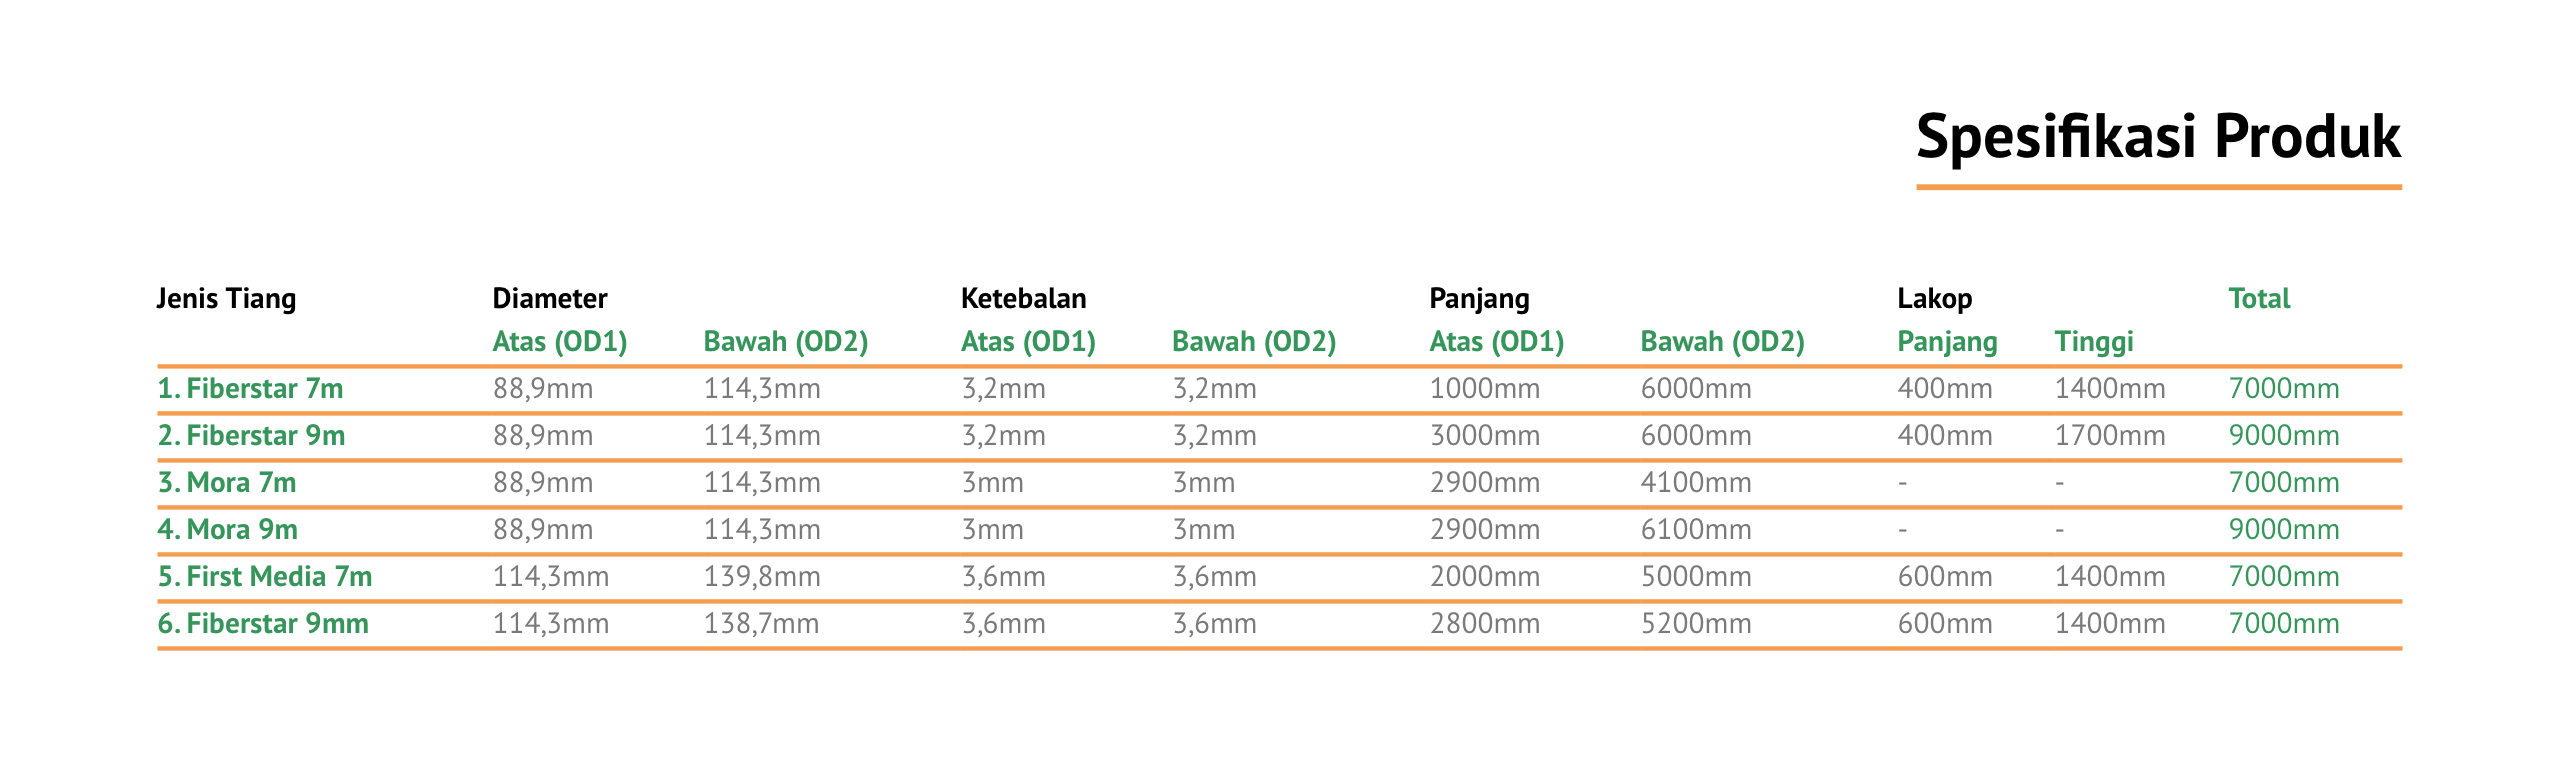 Spesifikasi Produk
Jenis Tiang Diameter Ketebalan Panjang Lakop Total
Atas (OD1) Bawah (OD2) Atas (OD1) Bawah (OD2) Atas (OD1) Bawah (OD2) Panjang Tinggi
1. Fiberstar 7m 88,9mm 114,3mm 3,2mm 3,2mm 1000mm 6000mm 400mm 1400mm 7000mm
2. Fiberstar 9m 88,9mm 114,3mm 3,2mm 3,2mm 3000mm 6000mm 400mm 1700mm 9000mm
3. Mora 7m 88,9mm 114,3mm 3mm 3mm 2900mm 4100mm - - 7000mm
4. Mora 9m 88,9mm 114,3mm 3mm 3mm 2900mm 6100mm - - 9000mm
5. First Media 7m 114,3mm 139,8mm 3,6mm 3,6mm 2000mm 5000mm 600mm 1400mm 7000mm
6. Fiberstar 9mm 114,3mm 138,7mm 3,6mm 3,6mm 2800mm 5200mm 600mm 1400mm 7000mm